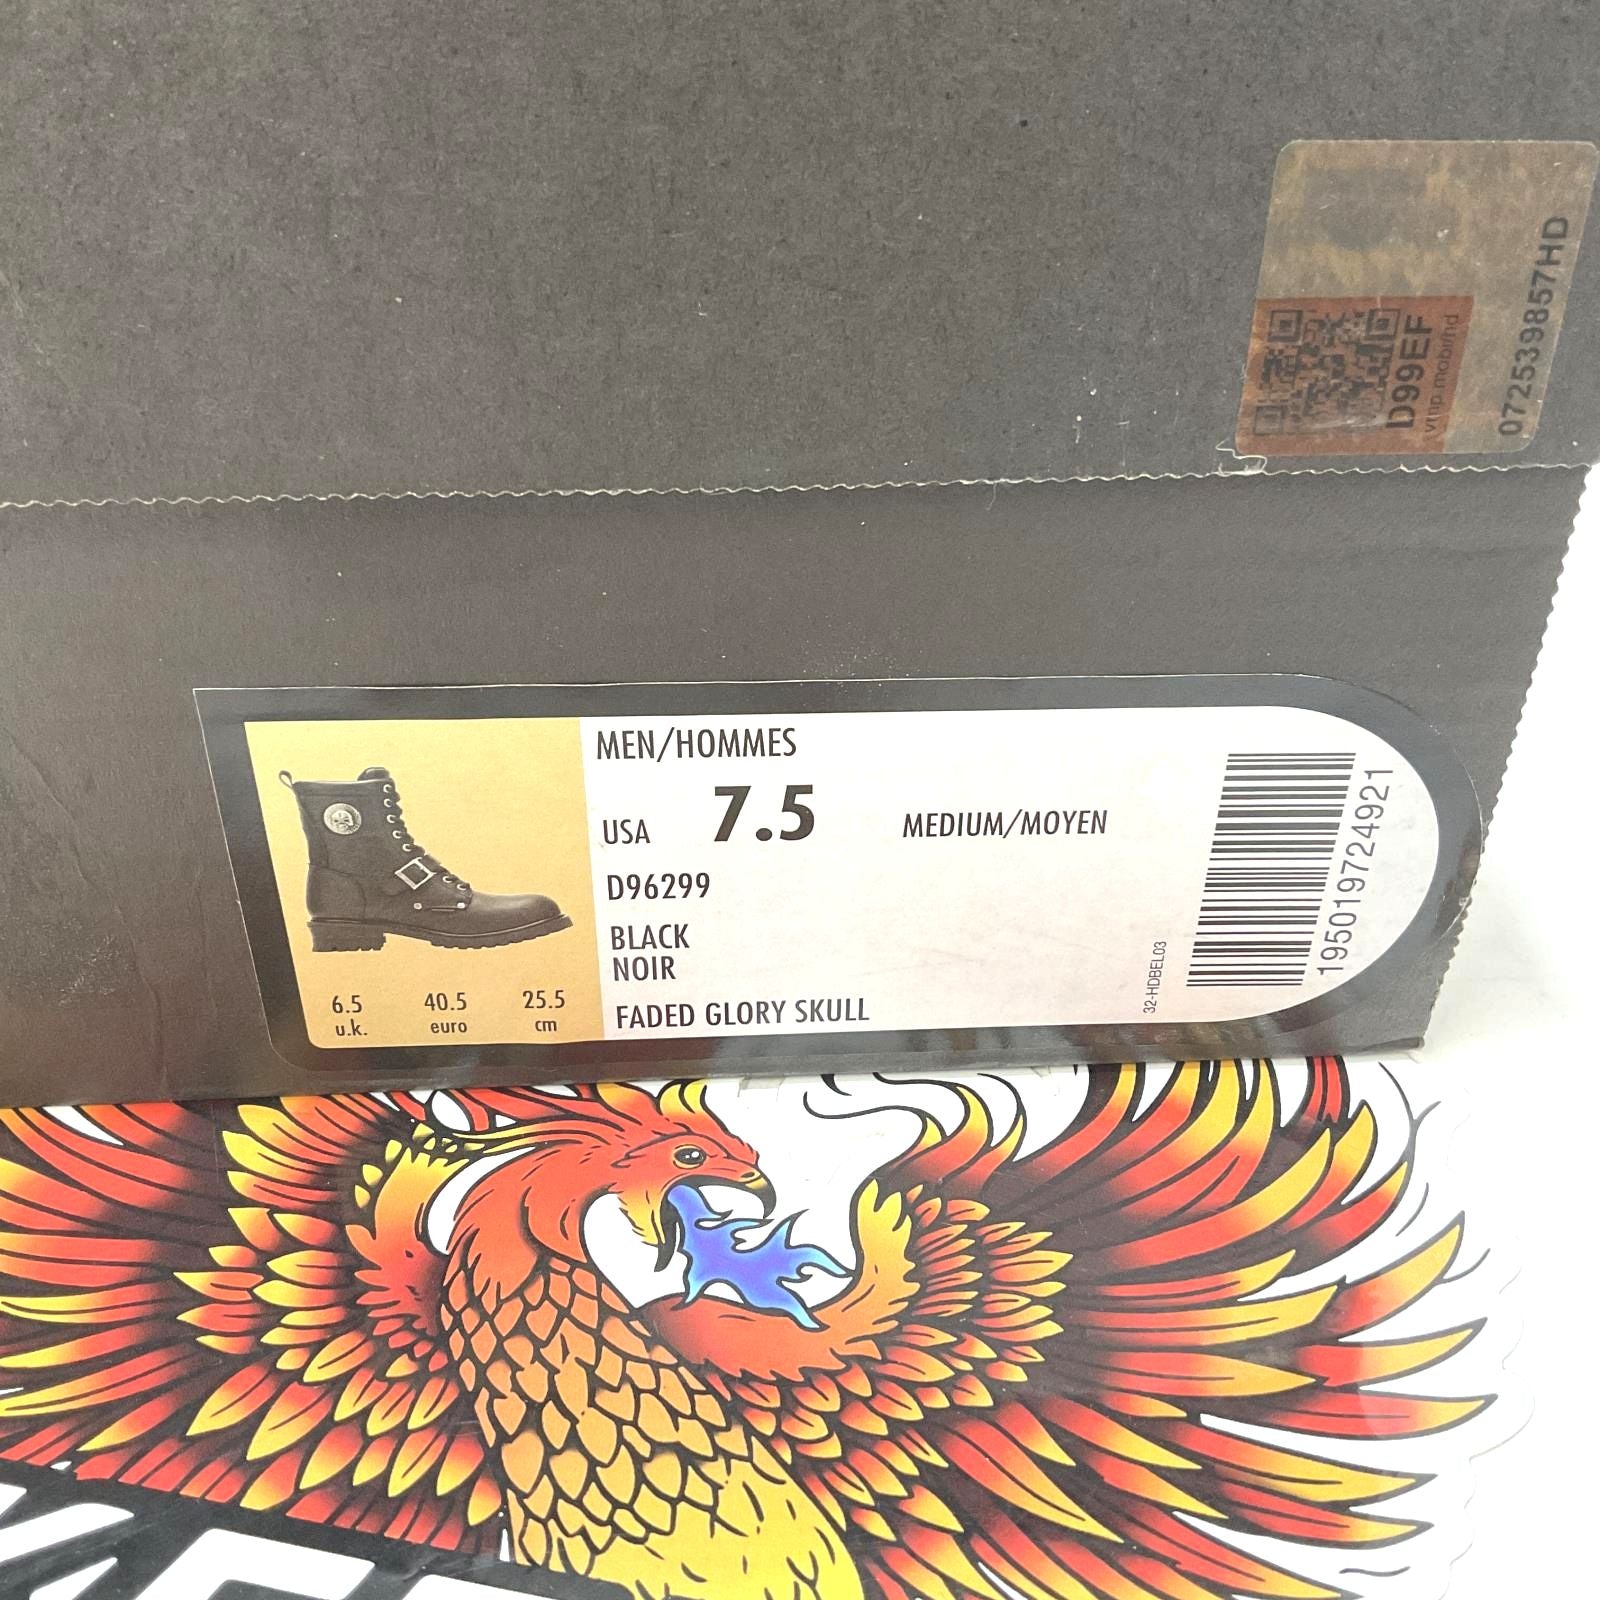 D99EF
vrnp.mobi/hd
072539857HD
MEN/HOMMES
USA 7.5 MEDIUM/MOYEN
D96299
BLACK
NOIR
FADED GLORY SKULL
6.5 40.5 25.5
u.k. euro cm
32-HDBEL03
195019724921